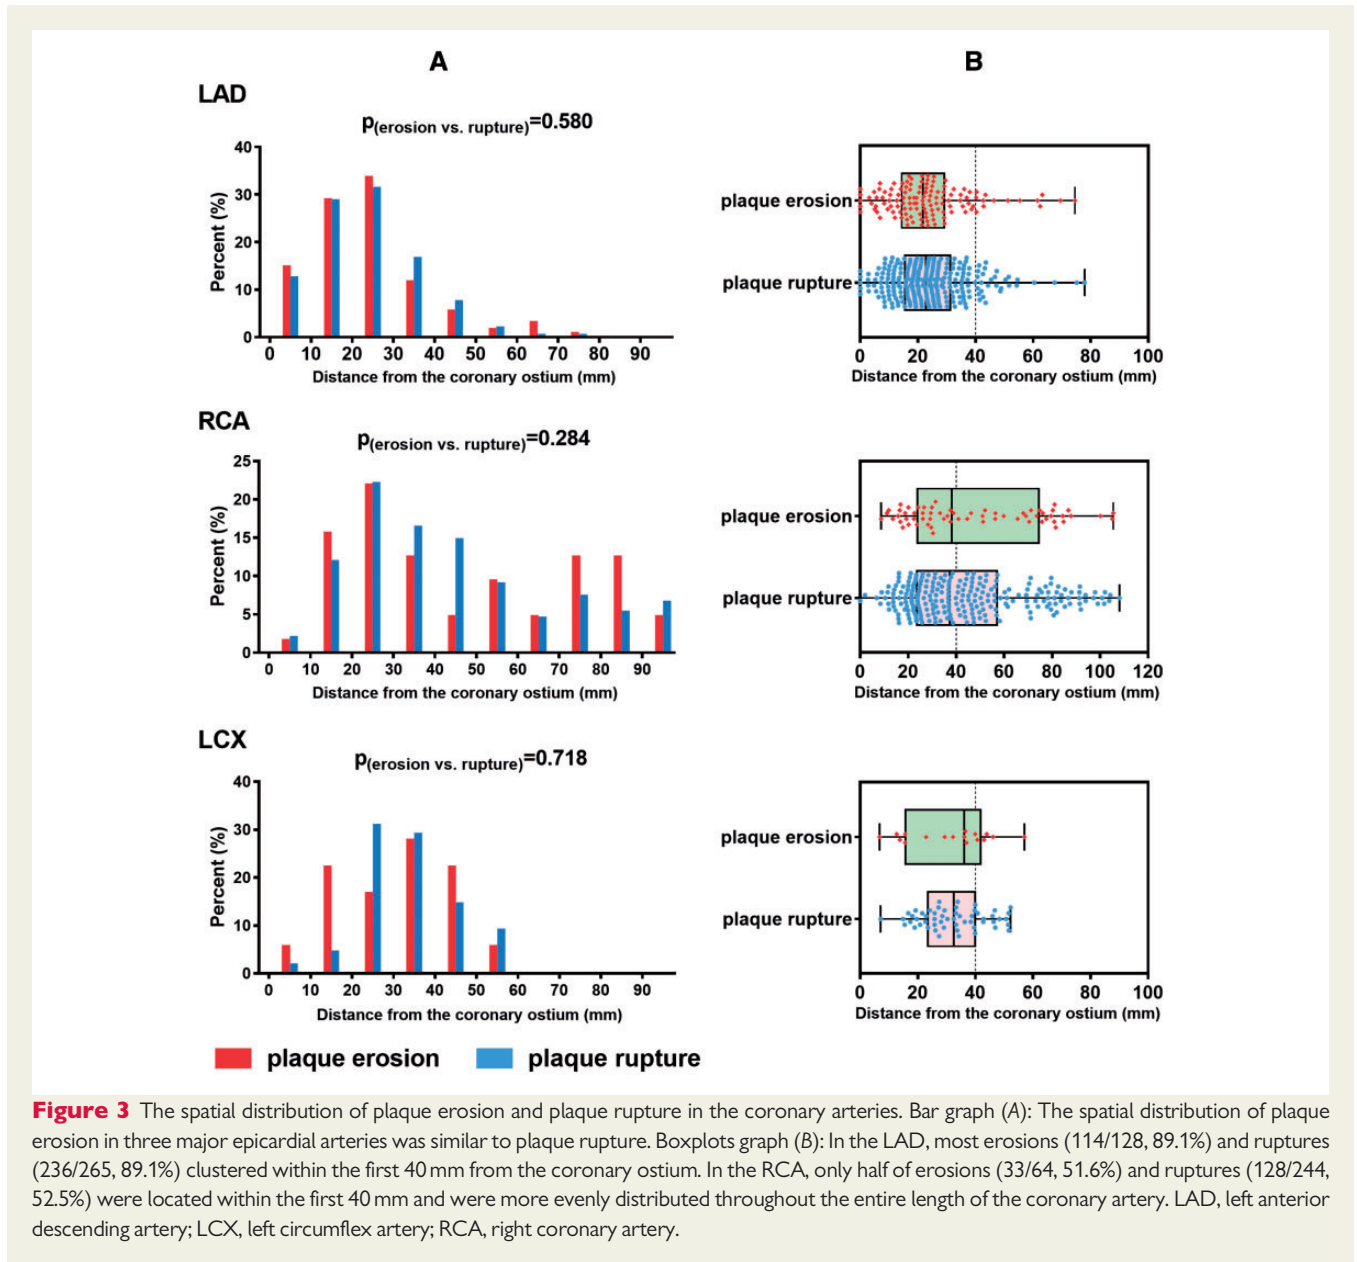 A
B
LAD
p(erosion vs. rupture)=0.580
40
30
20
10
0
Percent (%)
0 10 20 30 40 50 60 70 80 90
Distance from the coronary ostium (mm)
plaque erosion
plaque rupture
0 20 40 60 80 100
Distance from the coronary ostium (mm)
RCA
p(erosion vs. rupture)=0.284
25
20
15
10
5
0
Percent (%)
0 10 20 30 40 50 60 70 80 90
Distance from the coronary ostium (mm)
plaque erosion
plaque rupture
0 20 40 60 80 100 120
Distance from the coronary ostium (mm)
LCX
p(erosion vs. rupture)=0.718
40
30
20
10
0
Percent (%)
0 10 20 30 40 50 60 70 80 90
Distance from the coronary ostium (mm)
plaque erosion
plaque rupture
0 20 40 60 80 100
Distance from the coronary ostium (mm)
plaque erosion plaque rupture
Figure 3 The spatial distribution of plaque erosion and plaque rupture in the coronary arteries. Bar graph (A): The spatial distribution of plaque
erosion in three major epicardial arteries was similar to plaque rupture. Boxplots graph (B): In the LAD, most erosions (114/128, 89.1%) and ruptures
(236/265, 89.1%) clustered within the first 40 mm from the coronary ostium. In the RCA, only half of erosions (33/64, 51.6%) and ruptures (128/244,
52.5%) were located within the first 40 mm and were more evenly distributed throughout the entire length of the coronary artery. LAD, left anterior
descending artery; LCX, left circumflex artery; RCA, right coronary artery.